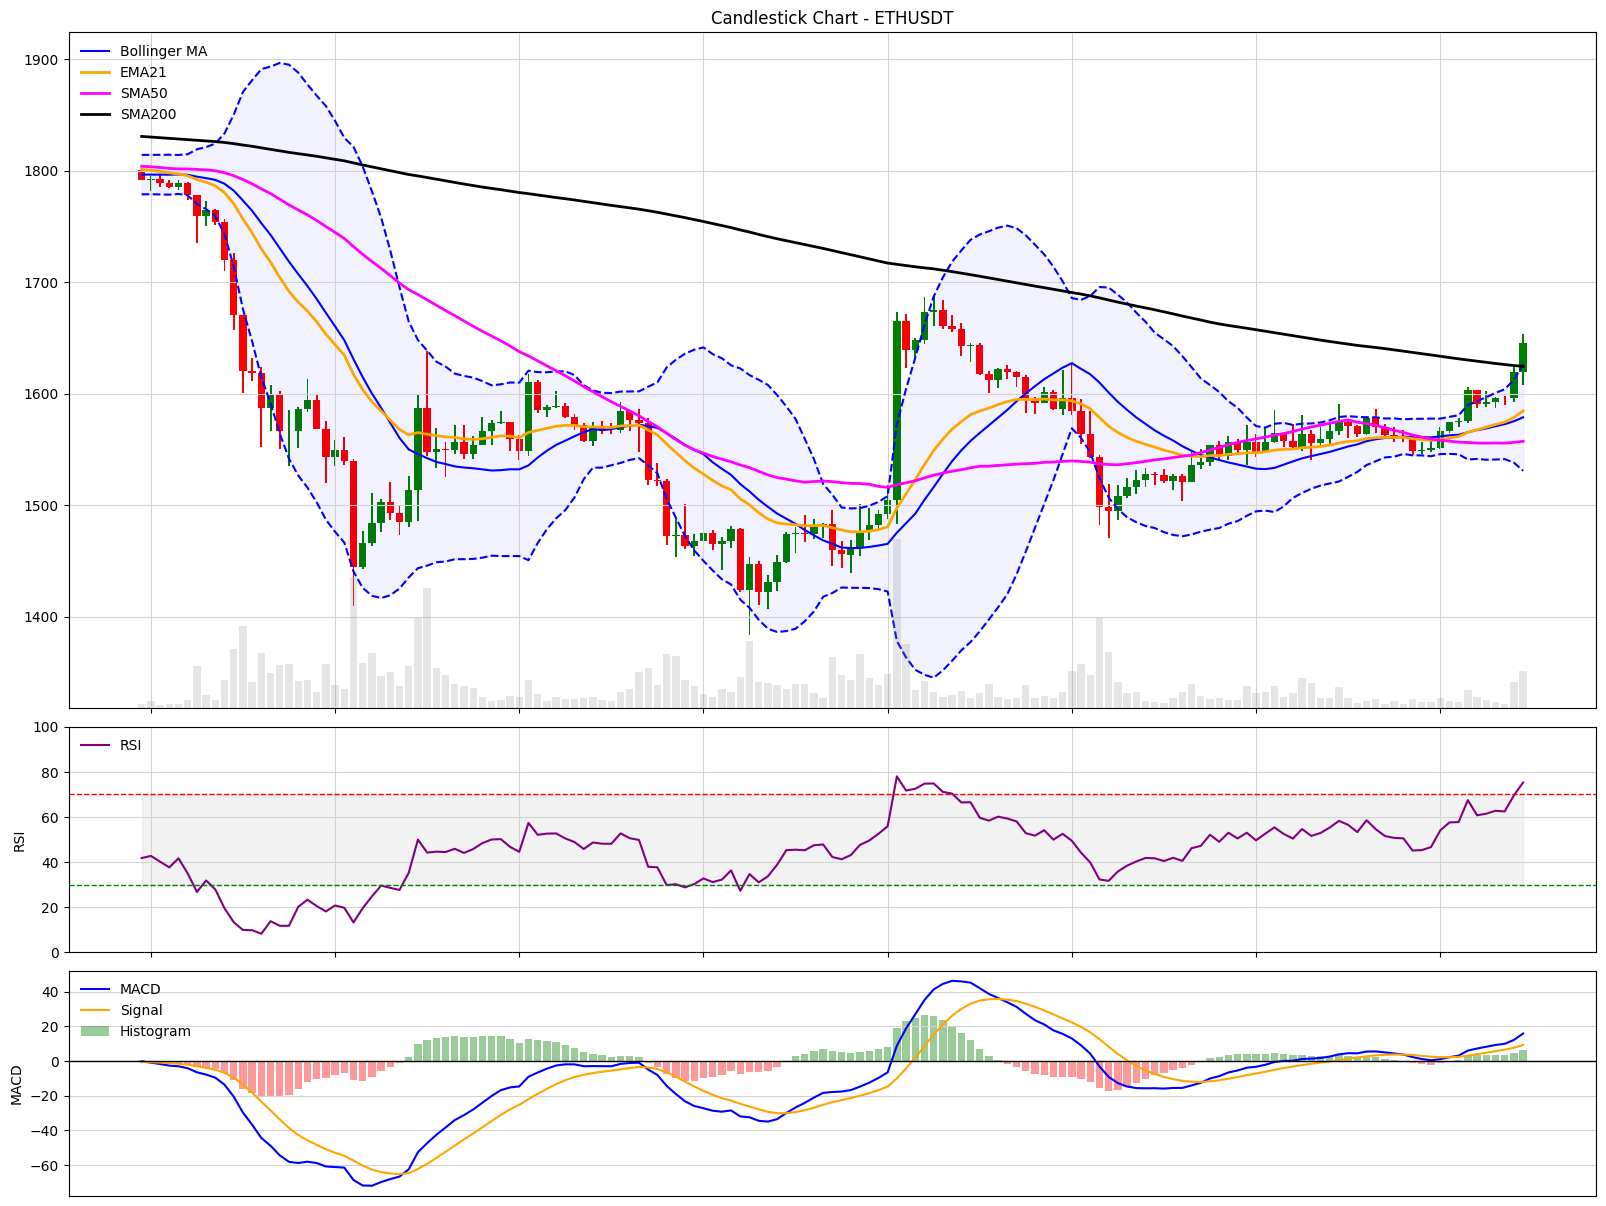 Candlestick Chart - ETHUSDT
Bollinger MA
EMA21
SMA50
SMA200
1900
1800
1700
1600
1500
1400
RSI
100
80
60
40
20
0
RSI
MACD
Signal
Histogram
40
20
0
−20
−40
−60
MACD